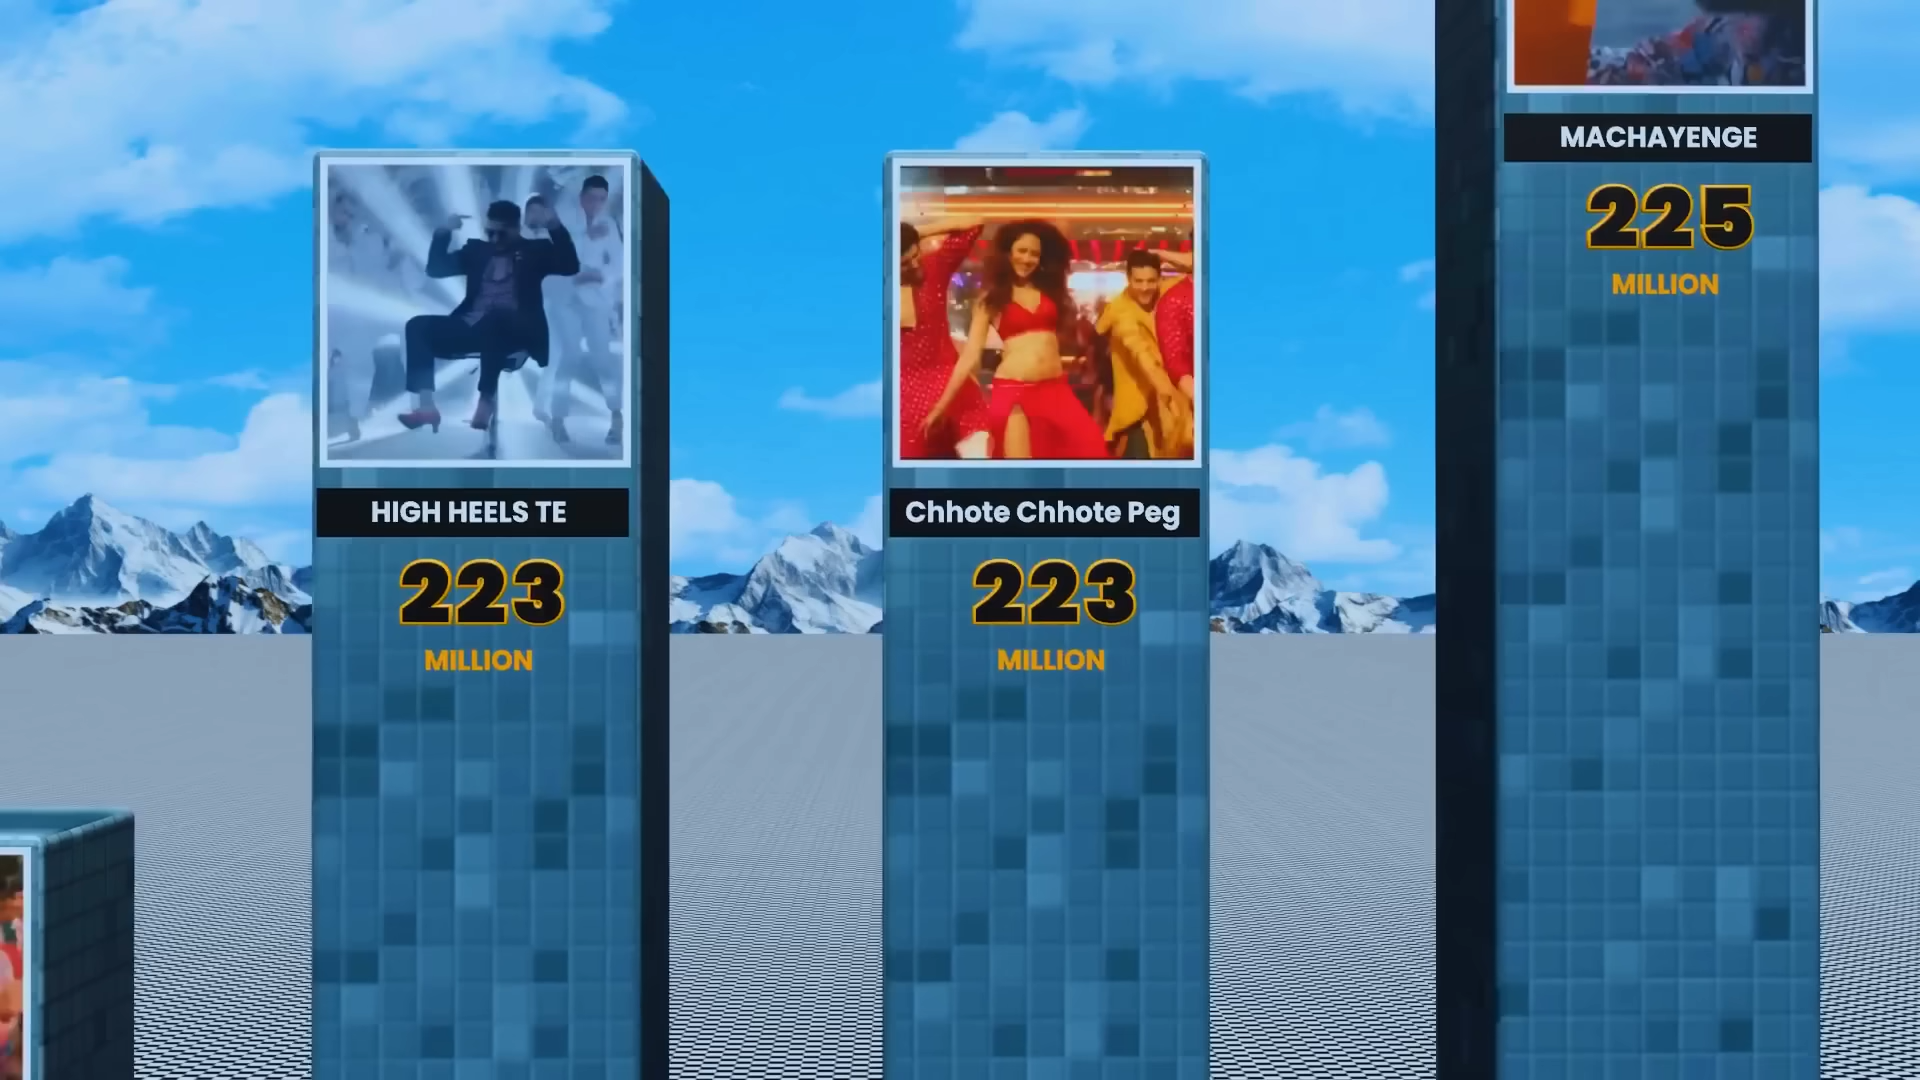 HIGH HEELS TE
223
MILLION
Chhote Chhote Peg
223
MILLION
MACHAYENGE
225
MILLION